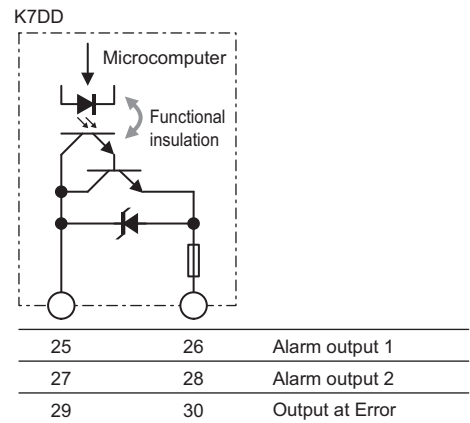 K7DD
Microcomputer
Functional
insulation
25 26 Alarm output 1
27 28 Alarm output 2
29 30 Output at Error